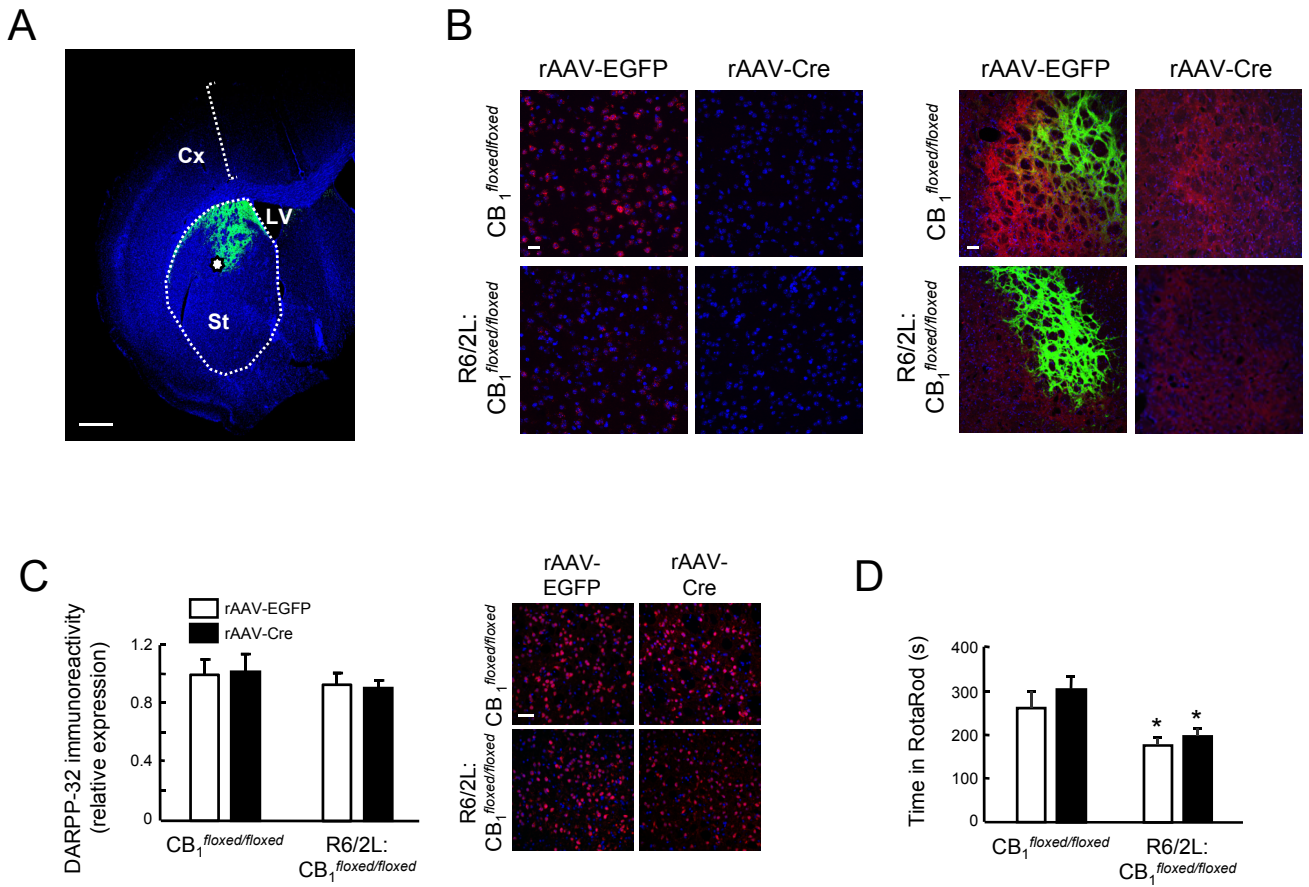 A
Cx
LV
St
B
rAAV-EGFP rAAV-Cre
CB1floxed/floxed
R6/2L:
CB1floxed/floxed
rAAV-EGFP rAAV-Cre
CB1floxed/floxed
R6/2L:
CB1floxed/floxed
C
rAAV-EGFP
rAAV-Cre
DARPP-32 immunoreactivity
(relative expression)
1.2
0.8
0.4
0
CB1floxed/floxed
R6/2L:
CB1floxed/floxed
rAAV-
EGFP
rAAV-
Cre
CB1floxed/floxed
R6/2L:
CB1floxed/floxed
D
Time in RotaRod (s)
400
300
200
100
0
* *
CB1floxed/floxed
R6/2L:
CB1floxed/floxed